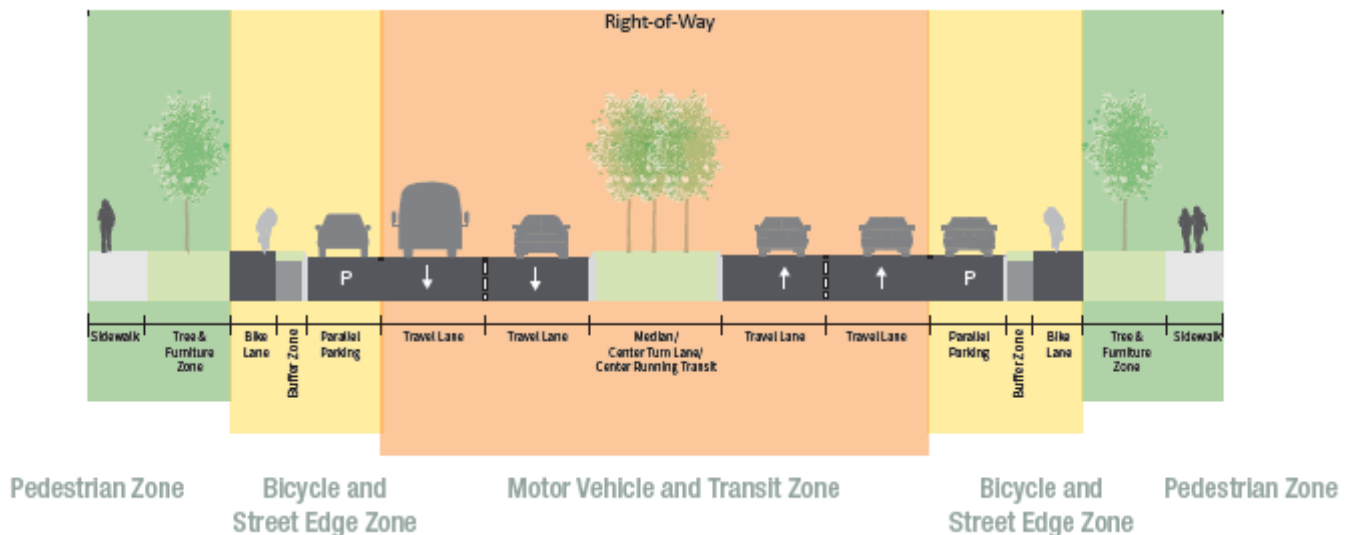 Right-of-Way
P
P
Sidewalk
Tree &
Furniture
Zone
Bike
Lane
Buffer Zone
Parallel
Parking
Travel Lane
Travel Lane
Median/
Center Turn Lane/
Center Running Transit
Travel Lane
Travel Lane
Parallel
Parking
Buffer Zone
Bike
Lane
Tree &
Furniture
Zone
Sidewalk
Pedestrian Zone
Bicycle and
Street Edge Zone
Motor Vehicle and Transit Zone
Bicycle and
Street Edge Zone
Pedestrian Zone